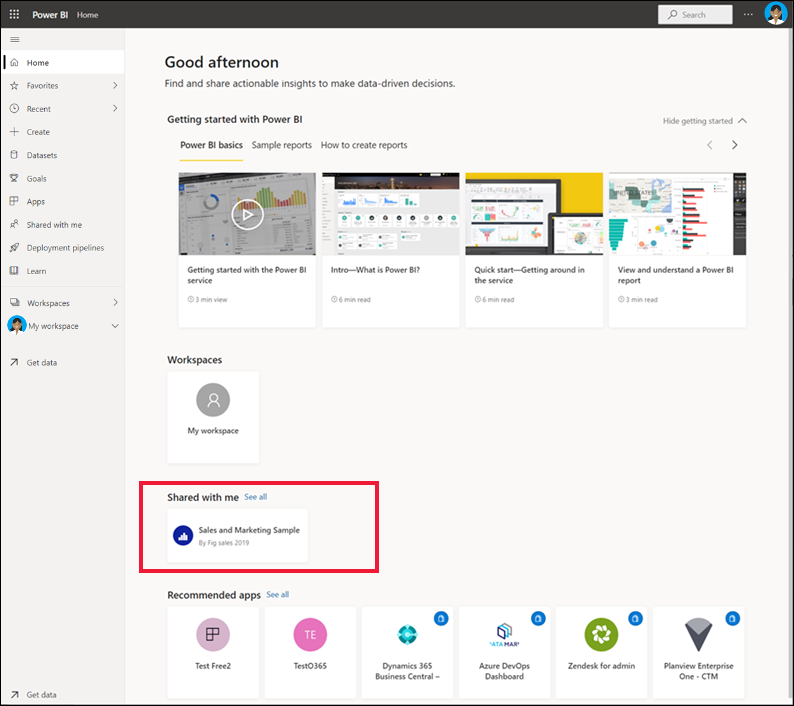 Power BI Home
Search
Home
Favorites
Recent
Create
Datasets
Goals
Apps
Shared with me
Deployment pipelines
Learn
Workspaces
My workspace
Get data
Get data
Good afternoon
Find and share actionable insights to make data-driven decisions.
Getting started with Power BI
Hide getting started
Power BI basics Sample reports How to create reports
Getting started with the Power BI
service
3 min view
Intro—What is Power BI?
6 min read
Quick start—Getting around in
the service
6 min read
View and understand a Power BI
report
3 min read
Workspaces
My workspace
Shared with me See all
Sales and Marketing Sample
By Fig sales 2019
Recommended apps See all
Test Free2
TE
TestO365
Dynamics 365
Business Central –
ATA MAR
Azure DevOps
Dashboard
Zendesk for admin
Planview Enterprise
One - CTM